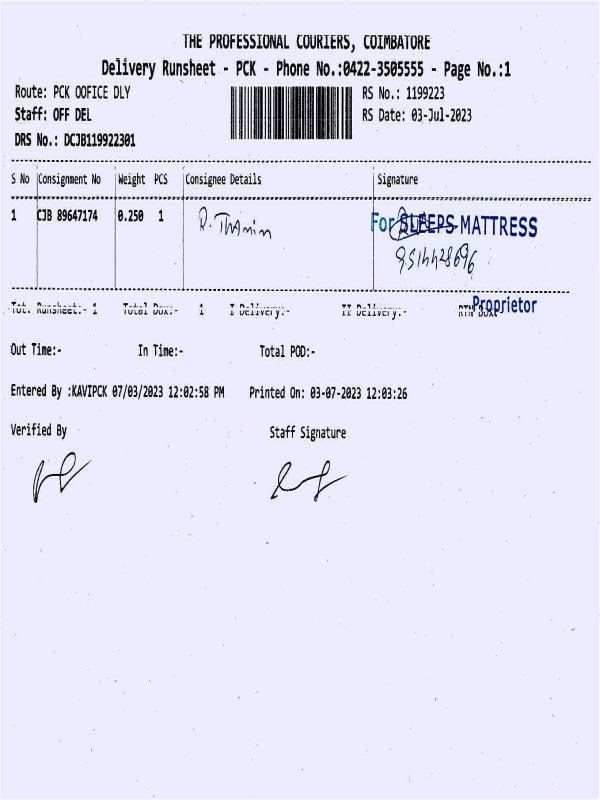 THE PROFESSIONAL COURIERS, COIMBATORE
Delivery Runsheet - PCK - Phone No.:0422-3505555 - Page No.:1
Route: PCK OOFICE DLY RS No.: 1199223
Staff: OFF DEL RS Date: 03-Jul-2023
DRS No.: DCJB119922301
S No Consignment No Weight PCS Consignee Details Signature
1 CJB 89647174 0.250 1 For SLEEPS MATTRESS
Tot. Runsheet:- 1 Total Dox:- 1 I Delivery:- II Delivery:- RTN Dox
Proprietor
Out Time:- In Time:- Total POD:-
Entered By :KAVIPCK 07/03/2023 12:02:58 PM Printed On: 03-07-2023 12:03:26
Verified By Staff Signature